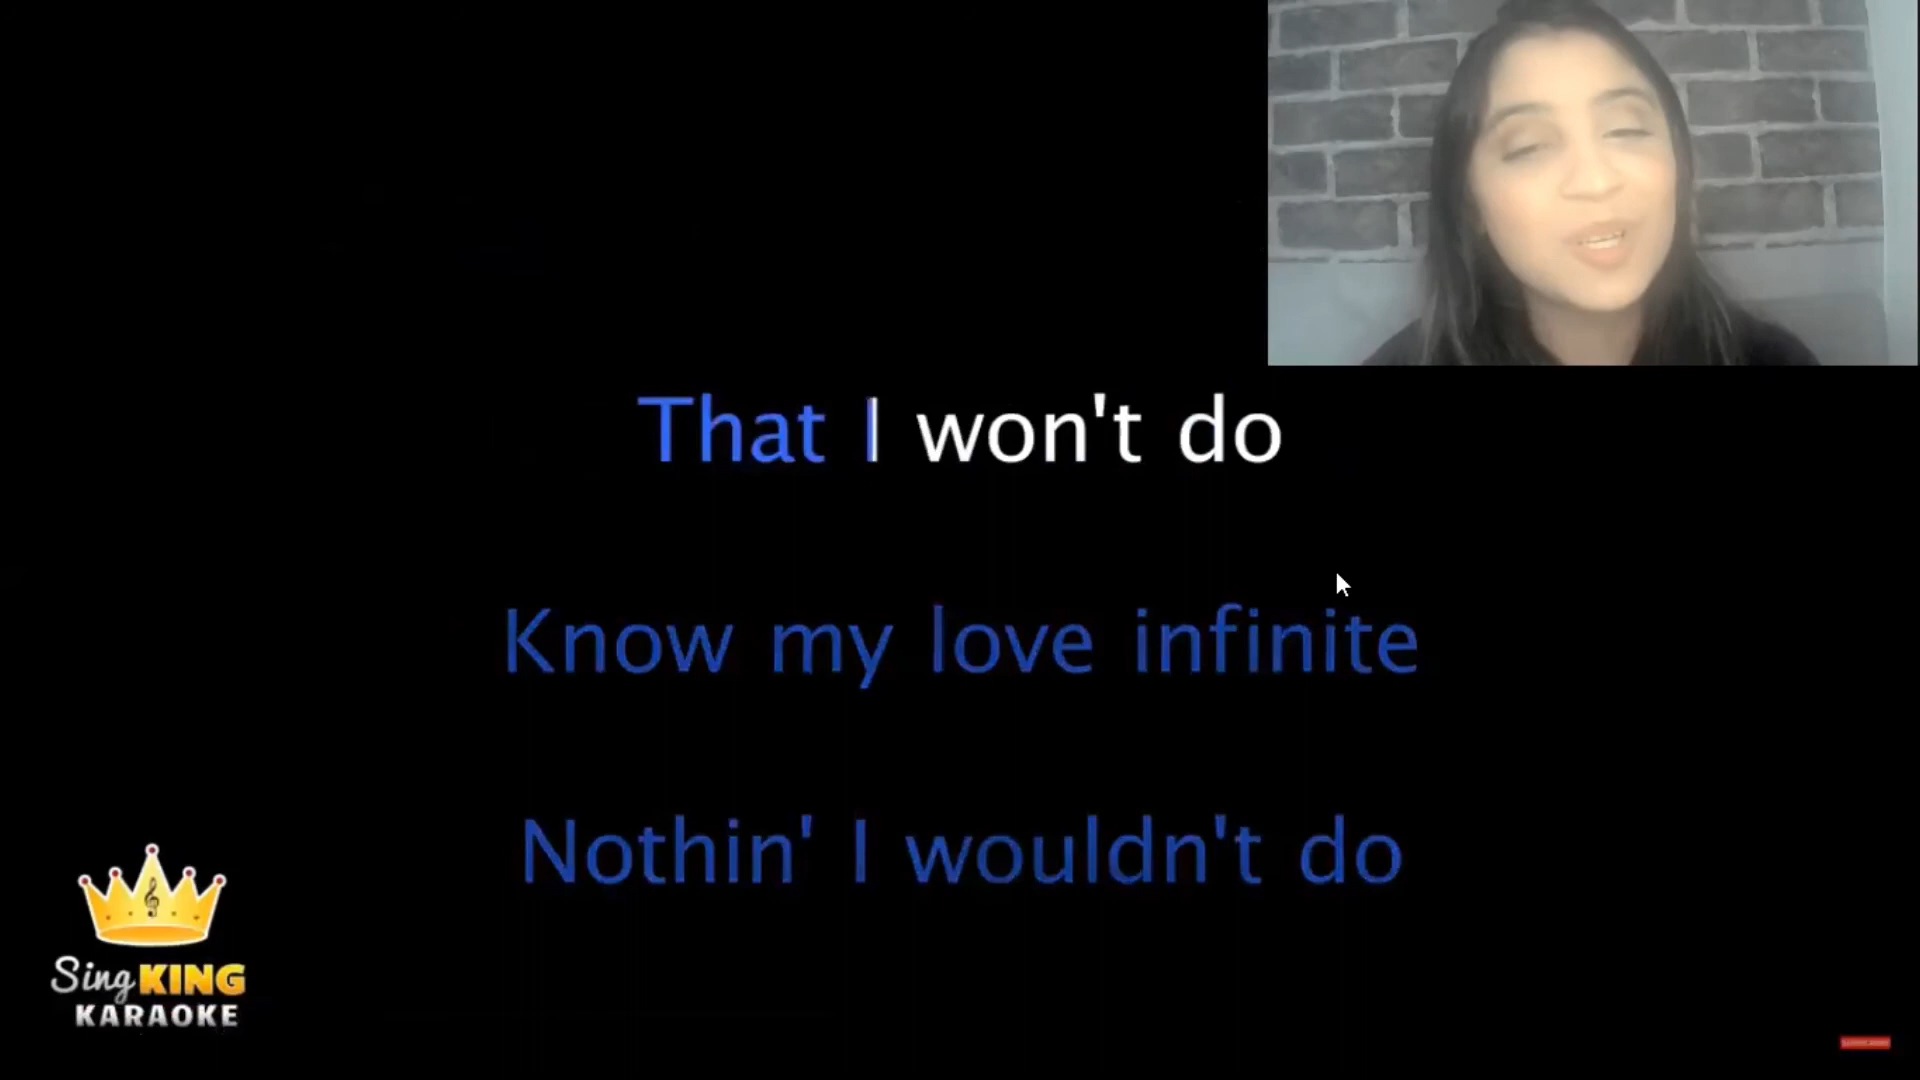 That I won't do
Know my love infinite
Nothin' I wouldn't do
Sing KING
KARAOKE